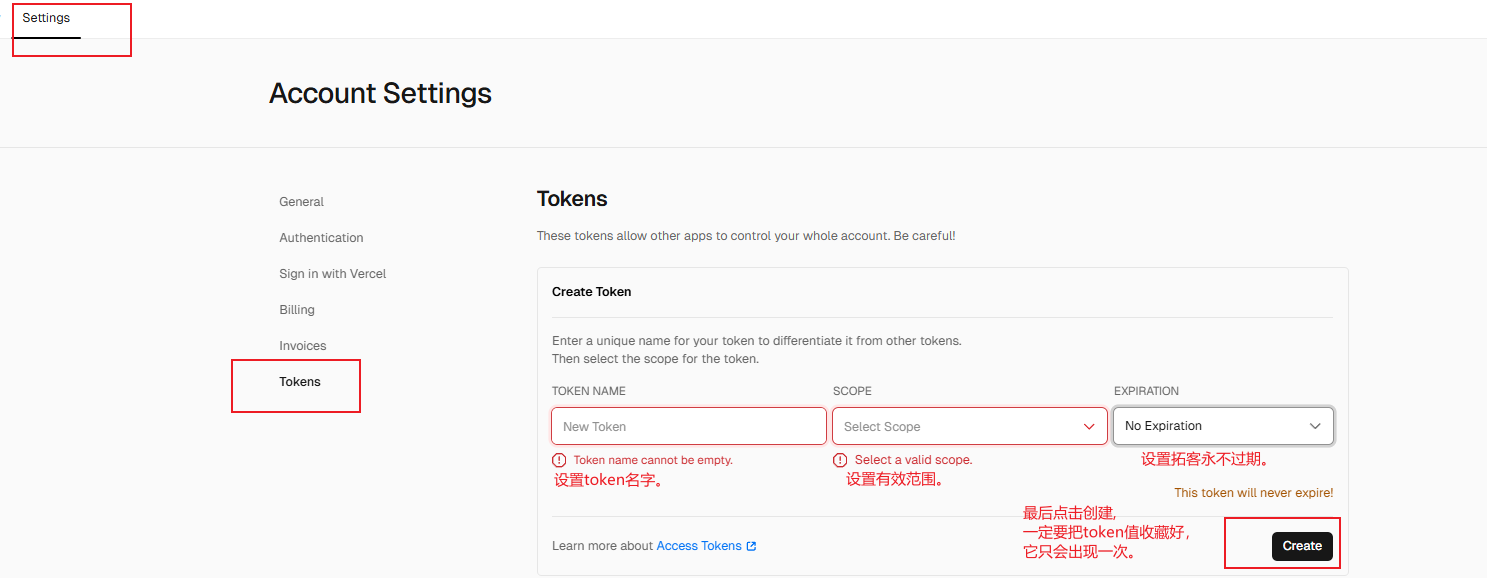 Settings
Account Settings
General
Authentication
Sign in with Vercel
Billing
Invoices
Tokens
Tokens
These tokens allow other apps to control your whole account. Be careful!
Create Token
Enter a unique name for your token to differentiate it from other tokens.
Then select the scope for the token.
TOKEN NAME
SCOPE
EXPIRATION
New Token
Select Scope
No Expiration
Token name cannot be empty.
Select a valid scope.
设置token名字。
设置有效范围。
设置拓客永不过期。
This token will never expire!
最后点击创建,
一定要把token值收藏好，
它只会出现一次。
Learn more about Access Tokens
Create